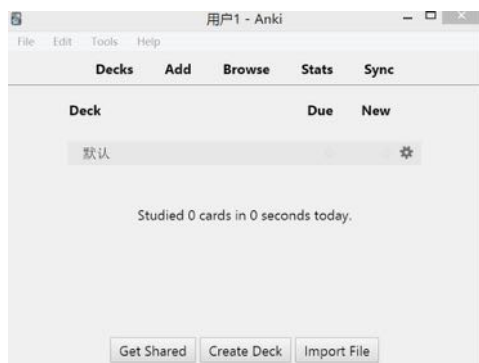 用户1 - Anki
File Edit Tools Help
Decks Add Browse Stats Sync
Deck Due New
默认
Studied 0 cards in 0 seconds today.
Get Shared Create Deck Import File